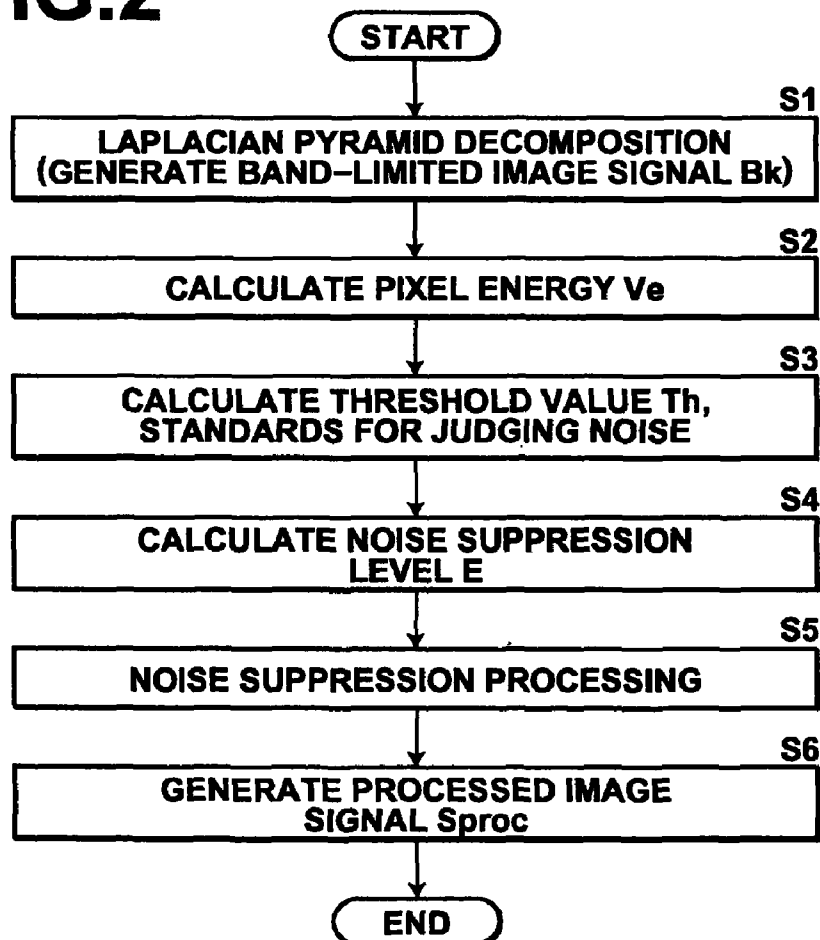 IG.2
START
S1
LAPLACIAN PYRAMID DECOMPOSITION
(GENERATE BAND-LIMITED IMAGE SIGNAL Bk)
S2
CALCULATE PIXEL ENERGY Ve
S3
CALCULATE THRESHOLD VALUE Th,
STANDARDS FOR JUDGING NOISE
S4
CALCULATE NOISE SUPPRESSION
LEVEL E
S5
NOISE SUPPRESSION PROCESSING
S6
GENERATE PROCESSED IMAGE
SIGNAL Sproc
END